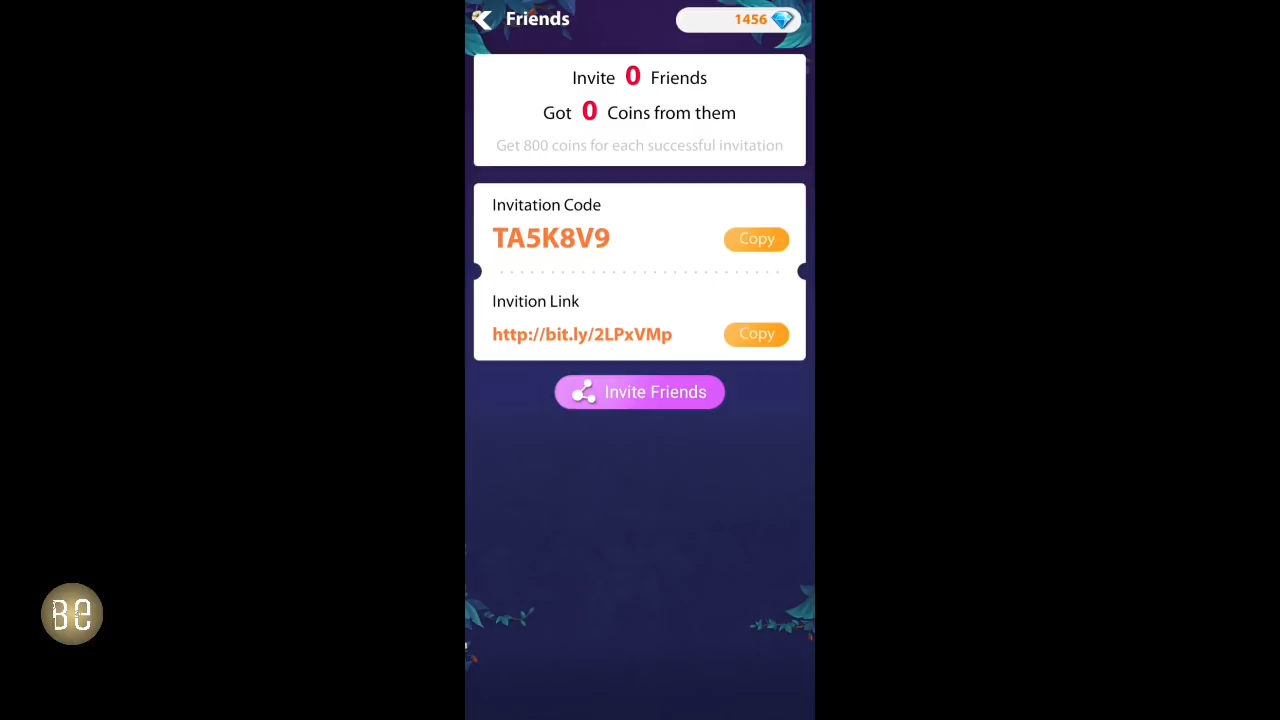 Friends
1456
Invite 0 Friends
Got 0 Coins from them
Get 800 coins for each successful invitation
Invitation Code
TA5K8V9
Copy
Invition Link
http://bit.ly/2LPxVMp
Copy
Invite Friends
Be